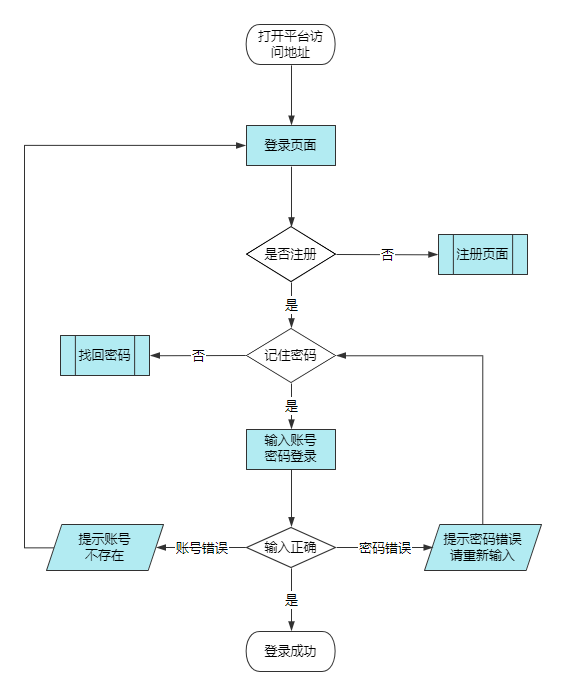 打开平台访
问地址
登录页面
是否注册
否
注册页面
是
找回密码
否
记住密码
是
输入账号
密码登录
提示账号
不存在
账号错误
输入正确
密码错误
提示密码错误
请重新输入
是
登录成功